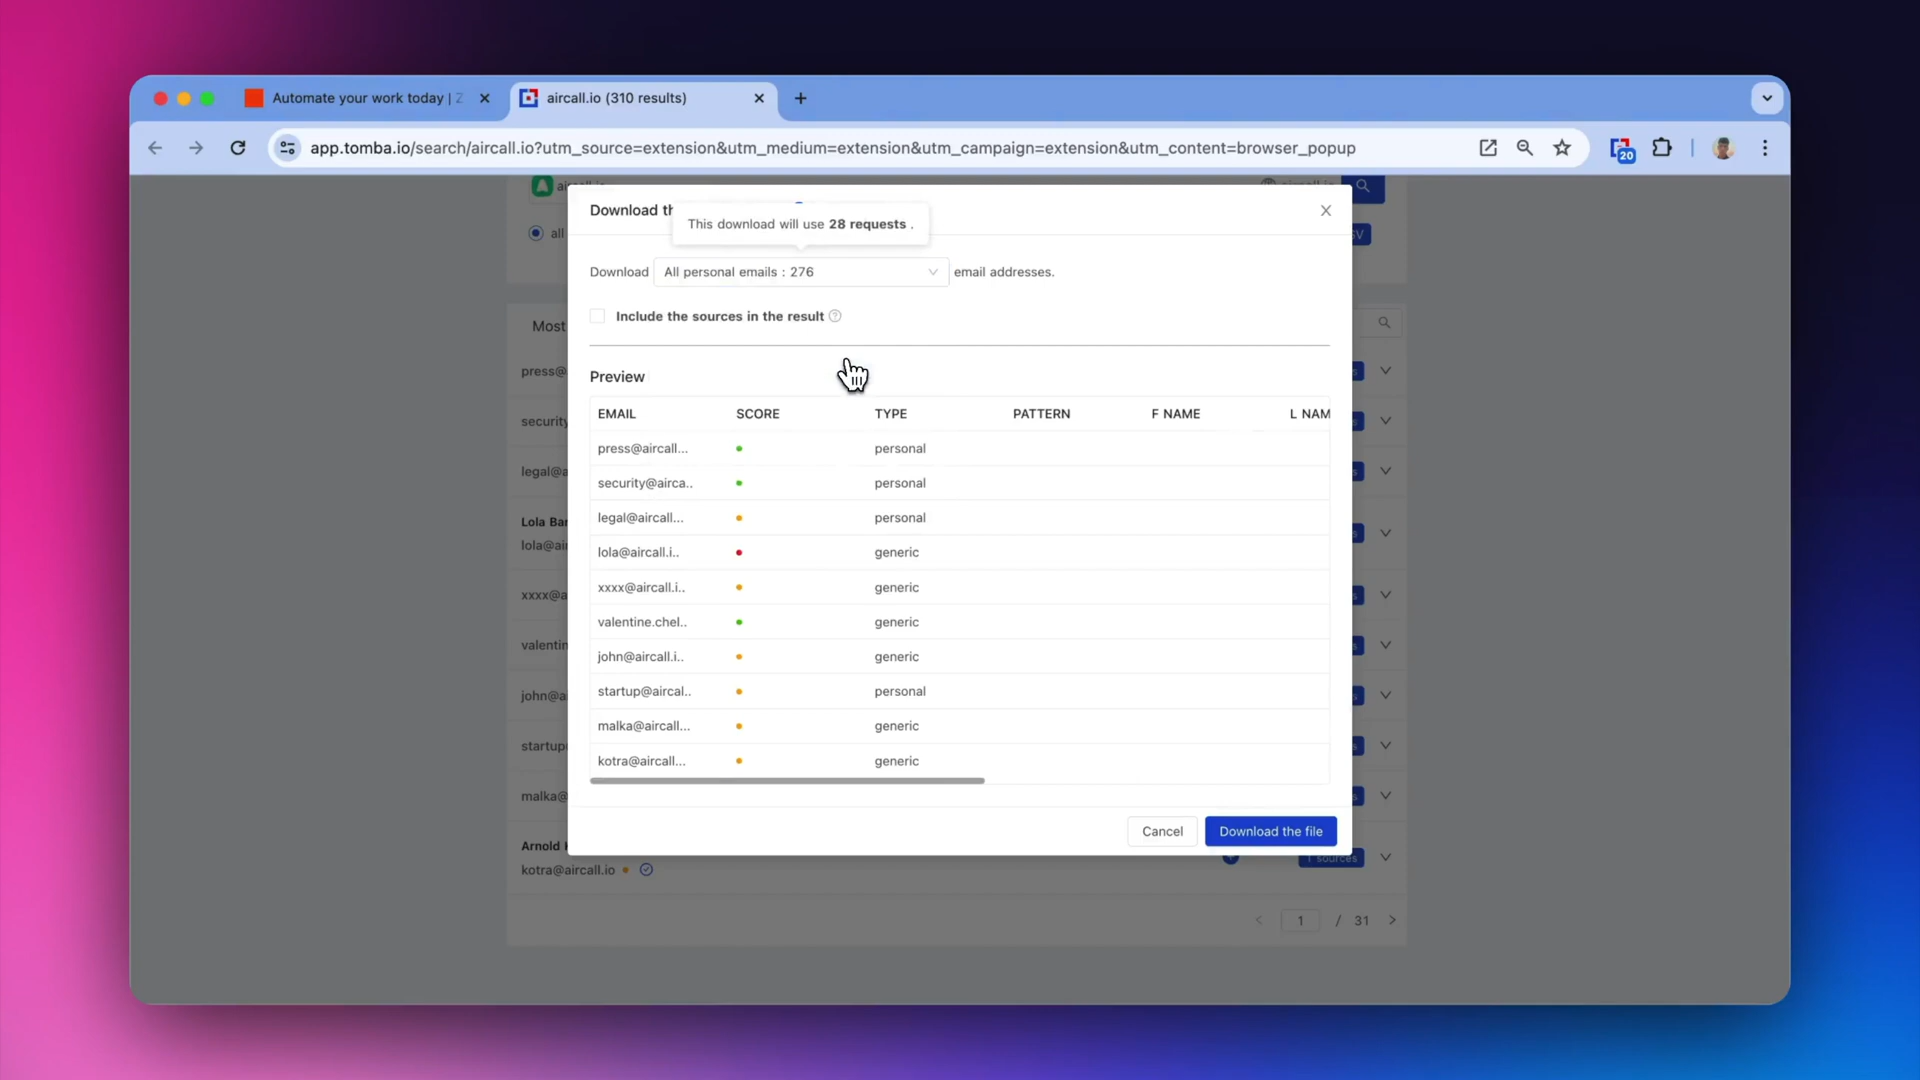 Automate your work today | Z
aircall.io (310 results)
app.tomba.io/search/aircall.io?utm_source=extension&utm_medium=extension&utm_campaign=extension&utm_content=browser_popup
20
all
Download th
This download will use 28 requests .
Download All personal emails : 276 email addresses.
Include the sources in the result
Most
Preview
EMAIL SCORE TYPE PATTERN F NAME L NAM
press@aircall... personal
security@airca.. personal
legal@aircall... personal
lola@aircall.i.. generic
xxxx@aircall.i.. generic
valentine.chel.. generic
john@aircall.i.. generic
startup@aircal.. personal
malka@aircall... generic
kotra@aircall... generic
press@
security
legal@a
Lola Bar
lola@air
xxxx@a
valentin
john@a
startup
malka@
Cancel Download the file
Arnold
kotra@aircall.io
1 sources
1 / 31